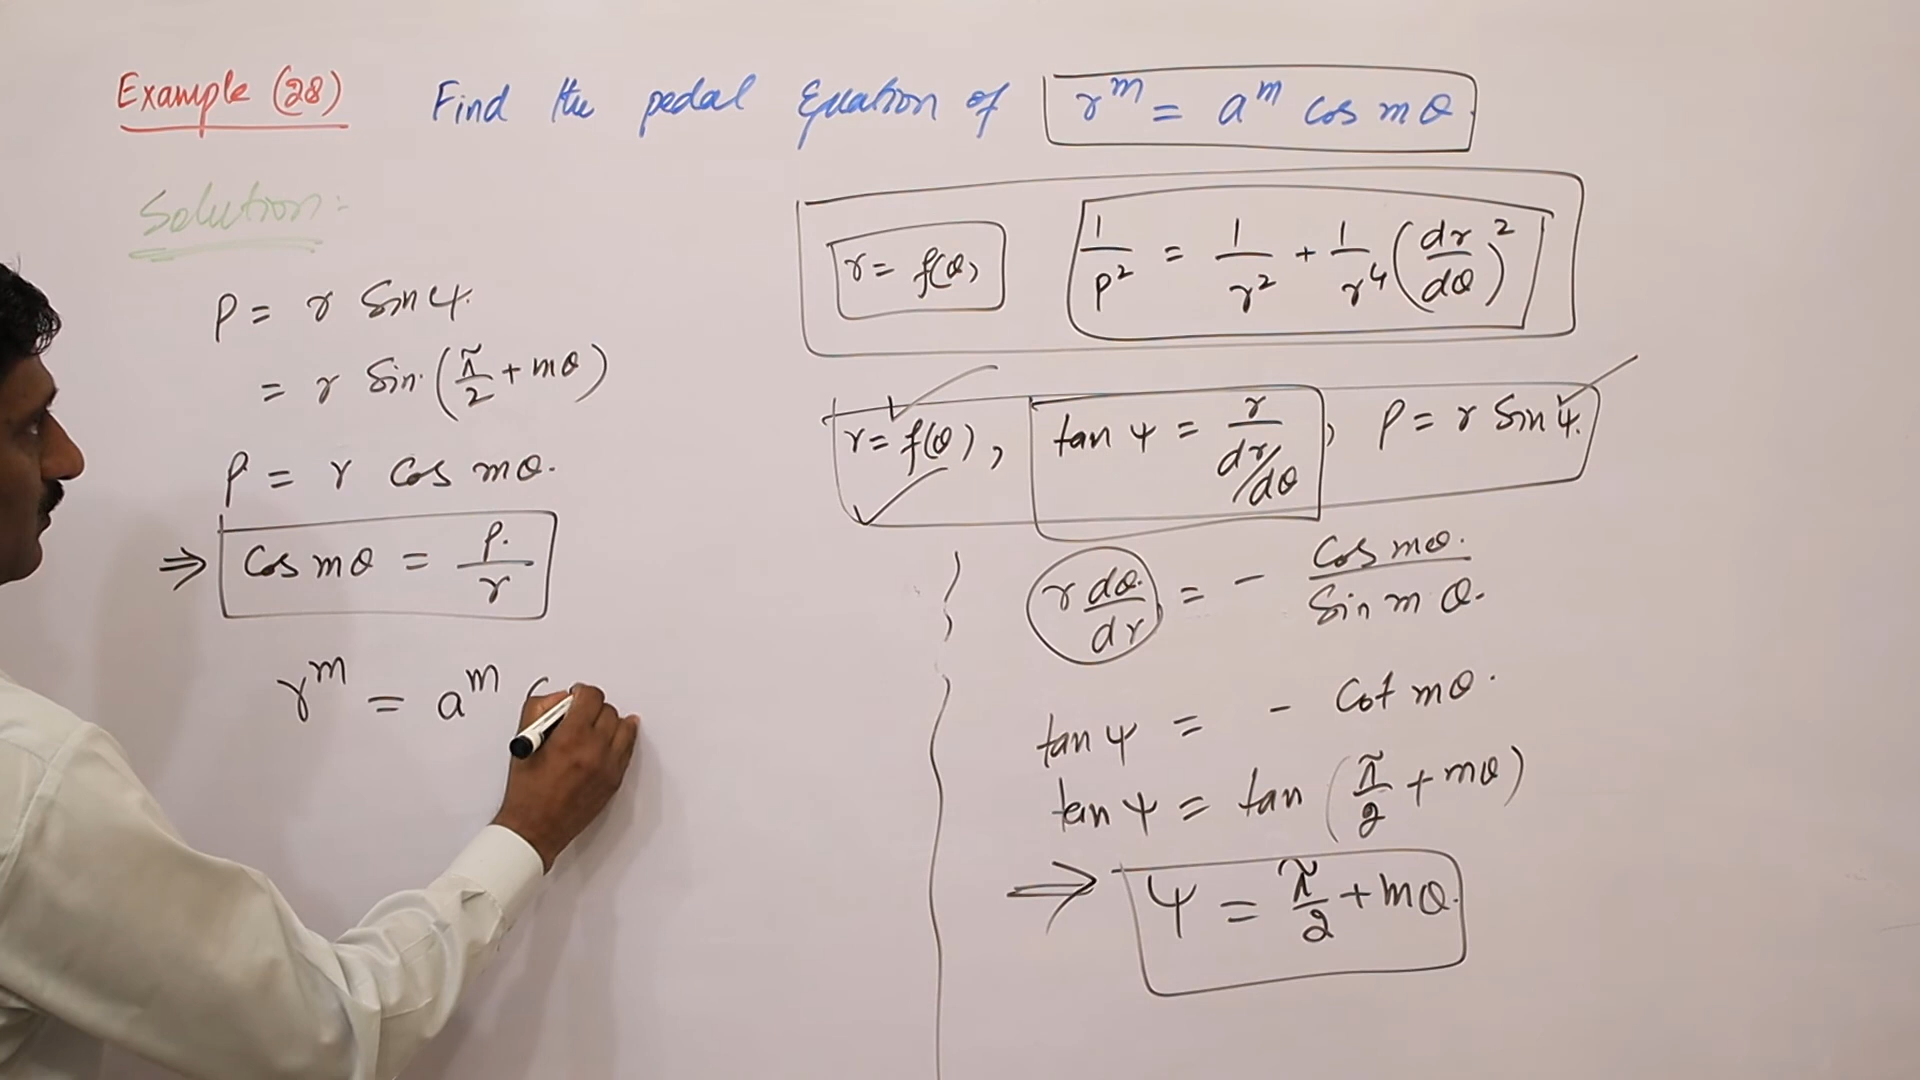 Example (28) Find the pedal Equation of r^m = a^m cos mθ.
Solution:-
P = r Sin ψ.
= r Sin (π/2 + mθ)
P = r cos mθ.
⇒ Cos mθ = P/r
r^m = a^m
r = f(θ) 1/P² = 1/r² + 1/r⁴ (dr/dθ)²
r = f(θ), tan ψ = r/(dr/dθ), P = r Sin ψ.
r dθ/dr = - Cos mθ./Sin m θ.
tan ψ = - Cot mθ.
tan ψ = tan (π/2 + mθ)
⇒ ψ = π/2 + mθ.